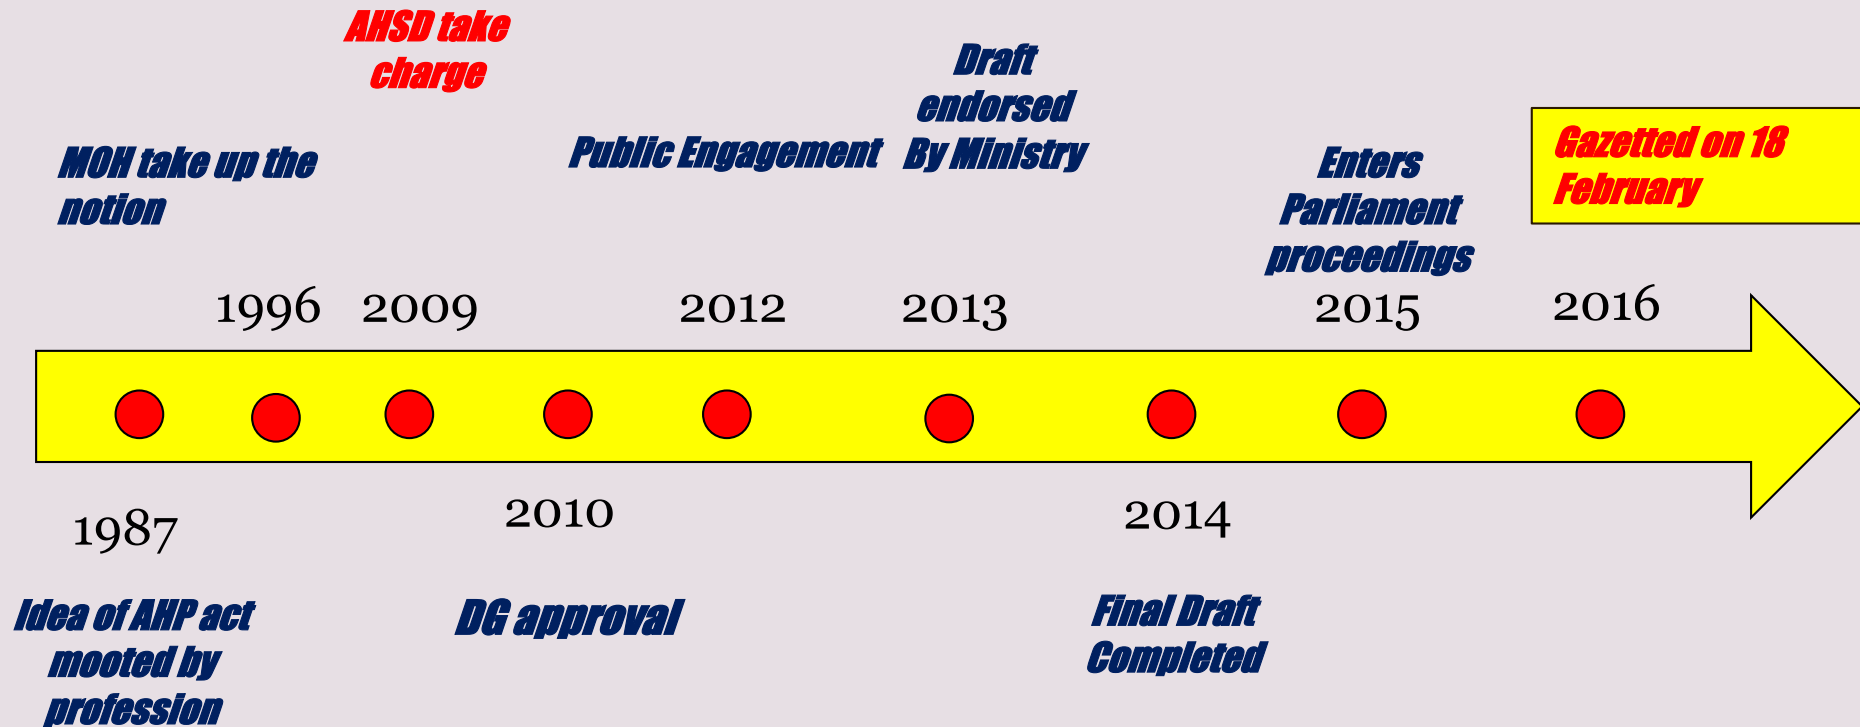 AHSD take
charge
MOH take up the
notion
Public Engagement
Draft
endorsed
By Ministry
Enters
Parliament
proceedings
Gazetted on 18
February
1996
2009
2012
2013
2015
2016
1987
2010
2014
Idea of AHP act
mooted by
profession
DG approval
Final Draft
Completed